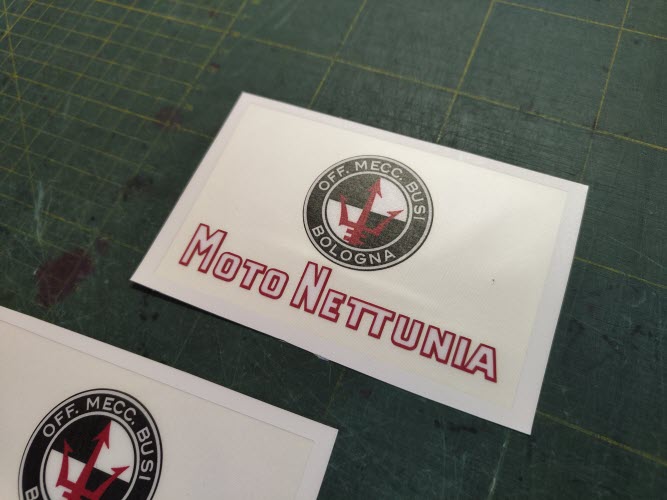 OFF. MECC. BUSI
BOLOGNA
MOTO NETTUNIA
OFF. MECC. BUSI